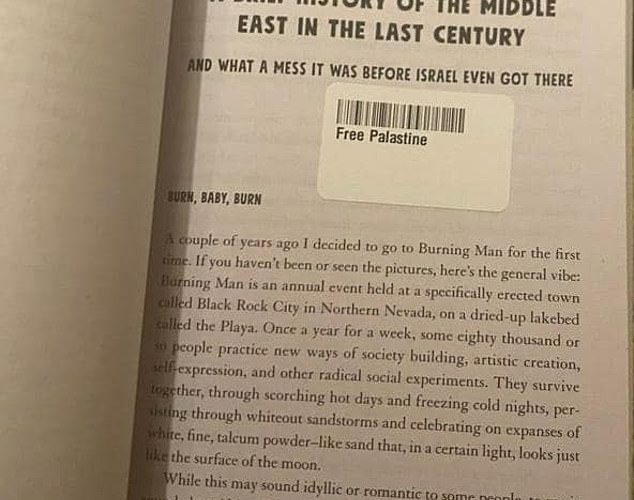 A BRIEF HISTORY OF THE MIDDLE
EAST IN THE LAST CENTURY
AND WHAT A MESS IT WAS BEFORE ISRAEL EVEN GOT THERE
Free Palastine
BURN, BABY, BURN
A couple of years ago I decided to go to Burning Man for the first
time. If you haven't been or seen the pictures, here's the general vibe:
Burning Man is an annual event held at a specifically erected town
called Black Rock City in Northern Nevada, on a dried-up lakebed
called the Playa. Once a year for a week, some eighty thousand or
so people practice new ways of society building, artistic creation,
self-expression, and other radical social experiments. They survive
together, through scorching hot days and freezing cold nights, per-
sisting through whiteout sandstorms and celebrating on expanses of
white, fine, talcum powder–like sand that, in a certain light, looks just
like the surface of the moon.
While this may sound idyllic or romantic to some people